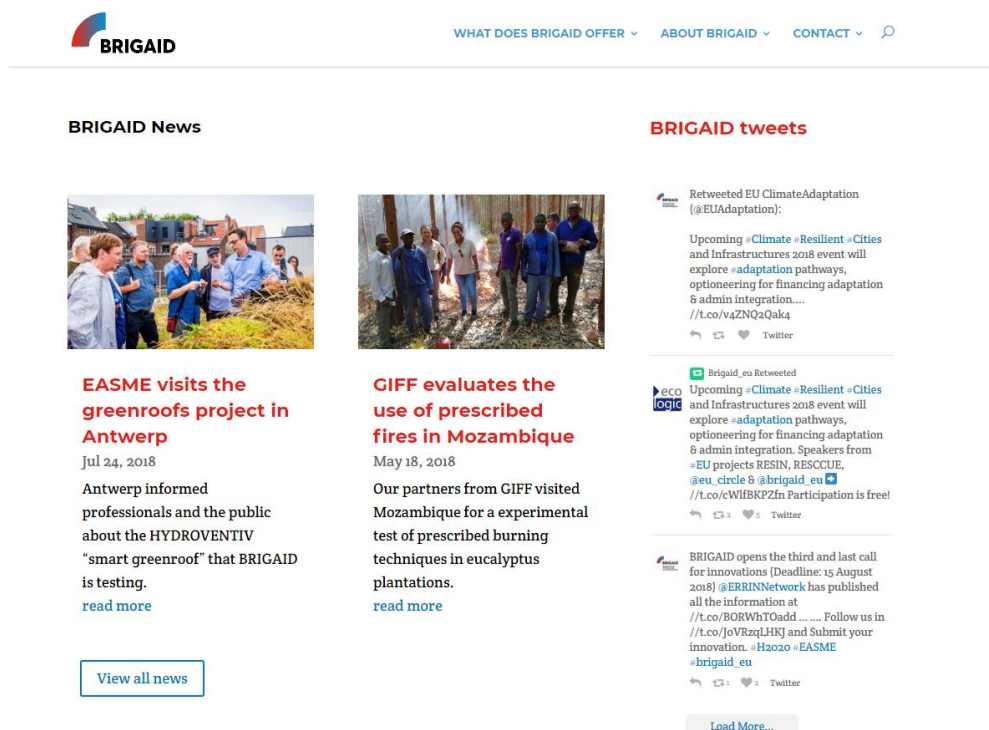 BRIGAID
WHAT DOES BRIGAID OFFER
ABOUT BRIGAID
CONTACT
BRIGAID News
EASME visits the
greenroofs project in
Antwerp
Jul 24, 2018
Antwerp informed
professionals and the public
about the HYDROVENTIV
“smart greenroof” that BRIGAID
is testing.
read more
GIFF evaluates the
use of prescribed
fires in Mozambique
May 18, 2018
Our partners from GIFF visited
Mozambique for a experimental
test of prescribed burning
techniques in eucalyptus
plantations.
read more
View all news
BRIGAID tweets
BRIGAID
Retweeted EU ClimateAdaptation
(@EUAdaptation):
Upcoming #Climate #Resilient #Cities
and Infrastructures 2018 event will
explore #adaptation pathways,
optioneering for financing adaptation
& admin integration....
//t.co/v4ZNQ2Qak4
Twitter
Brigaid_eu Retweeted
eco
logic
Upcoming #Climate #Resilient #Cities
and Infrastructures 2018 event will
explore #adaptation pathways,
optioneering for financing adaptation
& admin integration. Speakers from
#EU projects RESIN, RESCCUE,
@eu_circle & @brigaid_eu
//t.co/cWlfBKPZfn Participation is free!
2 5 Twitter
BRIGAID
BRIGAID opens the third and last call
for innovations (Deadline: 15 August
2018) @ERRINNetwork has published
all the information at
//t.co/BORWhTOadd ... .... Follow us in
//t.co/JoVRzqLHKJ and Submit your
innovation. #H2020 #EASME
#brigaid_eu
1 2 Twitter
Load More...